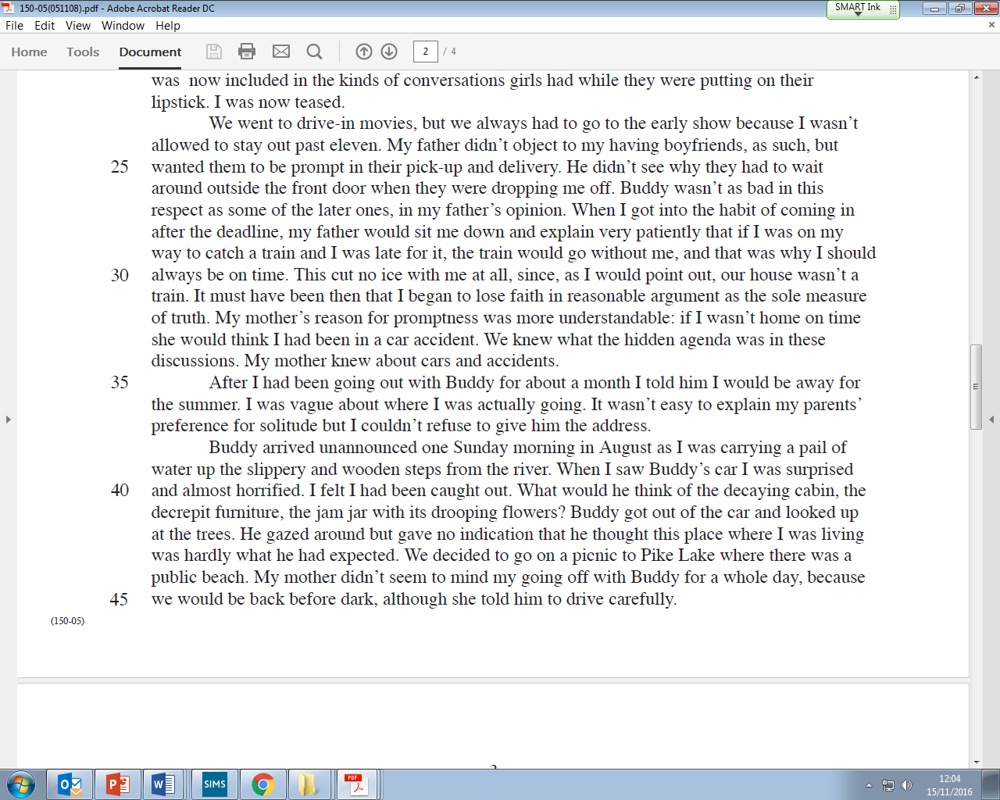 150-05(051108).pdf - Adobe Acrobat Reader DC
SMART Ink
File Edit View Window Help
Home Tools Document 2 / 4
was now included in the kinds of conversations girls had while they were putting on their
lipstick. I was now teased.
We went to drive-in movies, but we always had to go to the early show because I wasn’t
allowed to stay out past eleven. My father didn’t object to my having boyfriends, as such, but
25 wanted them to be prompt in their pick-up and delivery. He didn’t see why they had to wait
around outside the front door when they were dropping me off. Buddy wasn’t as bad in this
respect as some of the later ones, in my father’s opinion. When I got into the habit of coming in
after the deadline, my father would sit me down and explain very patiently that if I was on my
way to catch a train and I was late for it, the train would go without me, and that was why I should
30 always be on time. This cut no ice with me at all, since, as I would point out, our house wasn’t a
train. It must have been then that I began to lose faith in reasonable argument as the sole measure
of truth. My mother’s reason for promptness was more understandable: if I wasn’t home on time
she would think I had been in a car accident. We knew what the hidden agenda was in these
discussions. My mother knew about cars and accidents.
35 After I had been going out with Buddy for about a month I told him I would be away for
the summer. I was vague about where I was actually going. It wasn’t easy to explain my parents’
preference for solitude but I couldn’t refuse to give him the address.
Buddy arrived unannounced one Sunday morning in August as I was carrying a pail of
water up the slippery and wooden steps from the river. When I saw Buddy’s car I was surprised
40 and almost horrified. I felt I had been caught out. What would he think of the decaying cabin, the
decrepit furniture, the jam jar with its drooping flowers? Buddy got out of the car and looked up
at the trees. He gazed around but gave no indication that he thought this place where I was living
was hardly what he had expected. We decided to go on a picnic to Pike Lake where there was a
public beach. My mother didn’t seem to mind my going off with Buddy for a whole day, because
45 we would be back before dark, although she told him to drive carefully.
(150-05)
SIMS
PDF
12:04
15/11/2016